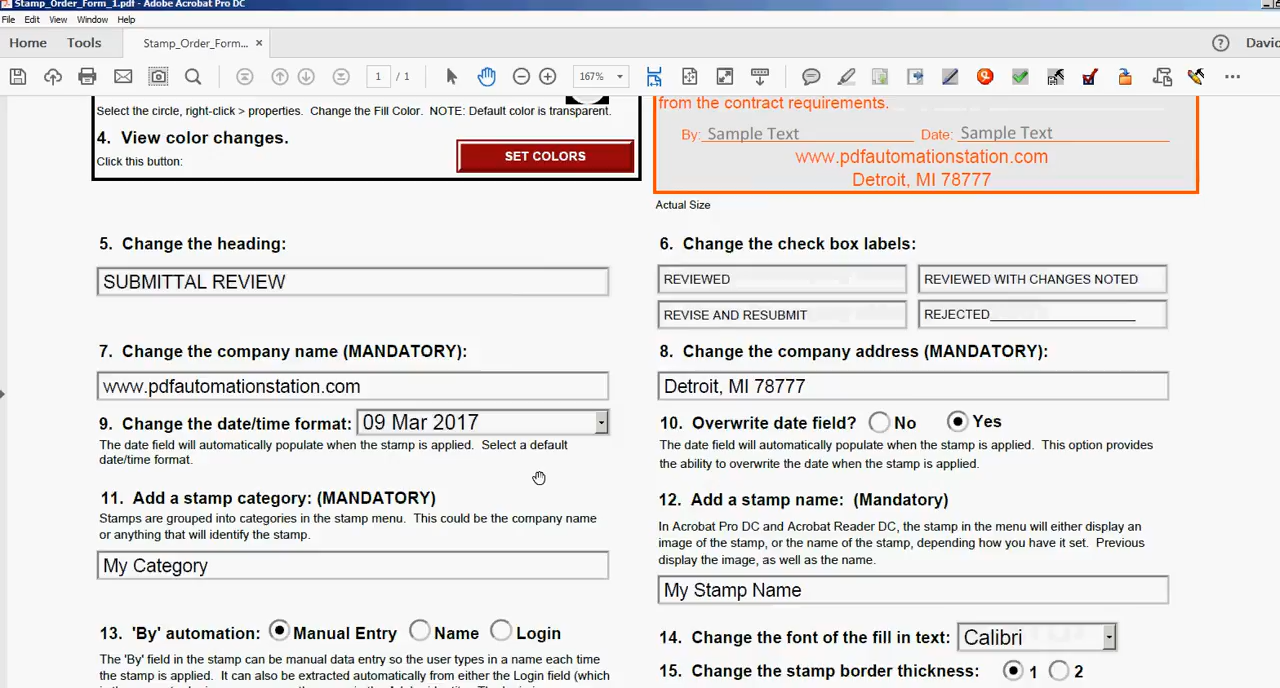 Stamp_Order_Form_1.pdf - Adobe Acrobat Pro DC
File Edit View Window Help
Home Tools Stamp_Order_Form... × Davic
1 / 1 167%
Select the circle, right-click > properties. Change the Fill Color. NOTE: Default color is transparent.
4. View color changes.
Click this button:
SET COLORS
from the contract requirements.
By: Sample Text Date: Sample Text
www.pdfautomationstation.com
Detroit, MI 78777
Actual Size
5. Change the heading:
SUBMITTAL REVIEW
6. Change the check box labels:
REVIEWED REVIEWED WITH CHANGES NOTED
REVISE AND RESUBMIT REJECTED____________________
7. Change the company name (MANDATORY):
www.pdfautomationstation.com
8. Change the company address (MANDATORY):
Detroit, MI 78777
9. Change the date/time format: 09 Mar 2017
The date field will automatically populate when the stamp is applied. Select a default
date/time format.
10. Overwrite date field? No Yes
The date field will automatically populate when the stamp is applied. This option provides
the ability to overwrite the date when the stamp is applied.
11. Add a stamp category: (MANDATORY)
Stamps are grouped into categories in the stamp menu. This could be the company name
or anything that will identify the stamp.
My Category
12. Add a stamp name: (Mandatory)
In Acrobat Pro DC and Acrobat Reader DC, the stamp in the menu will either display an
image of the stamp, or the name of the stamp, depending how you have it set. Previous
display the image, as well as the name.
My Stamp Name
13. 'By' automation: Manual Entry Name Login
The 'By' field in the stamp can be manual data entry so the user types in a name each time
the stamp is applied. It can also be extracted automatically from either the Login field (which
14. Change the font of the fill in text: Calibri
15. Change the stamp border thickness: 1 2